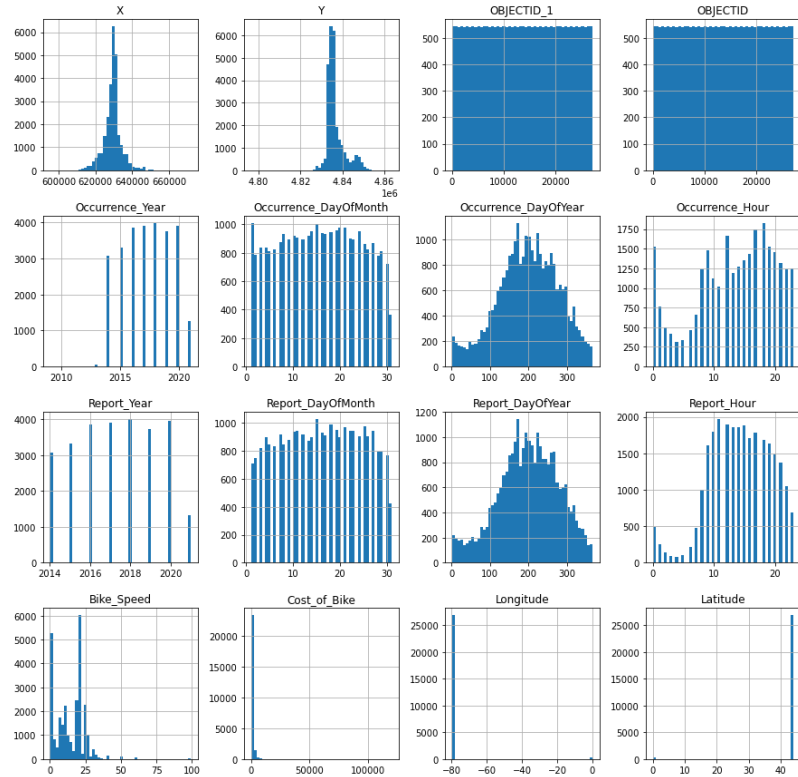 X Y OBJECTID_1 OBJECTID
6000 6000 500 500
5000 5000 400 400
4000 4000 300 300
3000 3000 200 200
2000 2000 100 100
1000 1000 0 0
0 0
600000 620000 640000 660000 4.80 4.82 4.84 4.86 0 10000 20000 0 10000 20000
1e6
Occurrence_Year Occurrence_DayOfMonth Occurrence_DayOfYear Occurrence_Hour
4000 1000 1000 1750
3000 800 800 1500
2000 600 600 1250
1000 400 400 1000
0 200 200 750
0 0 500
250
0
2010 2015 2020 0 10 20 30 0 100 200 300 0 10 20
Report_Year Report_DayOfMonth Report_DayOfYear Report_Hour
4000 1000 1200 2000
3000 800 1000 1500
2000 600 800 1000
1000 400 600 500
0 200 400 0
0 200
0
2014 2016 2018 2020 0 10 20 30 0 100 200 300 0 10 20
Bike_Speed Cost_of_Bike Longitude Latitude
6000 20000 25000 25000
5000 15000 20000 20000
4000 10000 15000 15000
3000 5000 10000 10000
2000 0 5000 5000
1000 0 0
0
0 25 50 75 100 0 50000 100000 −80 −60 −40 −20 0 0 10 20 30 40